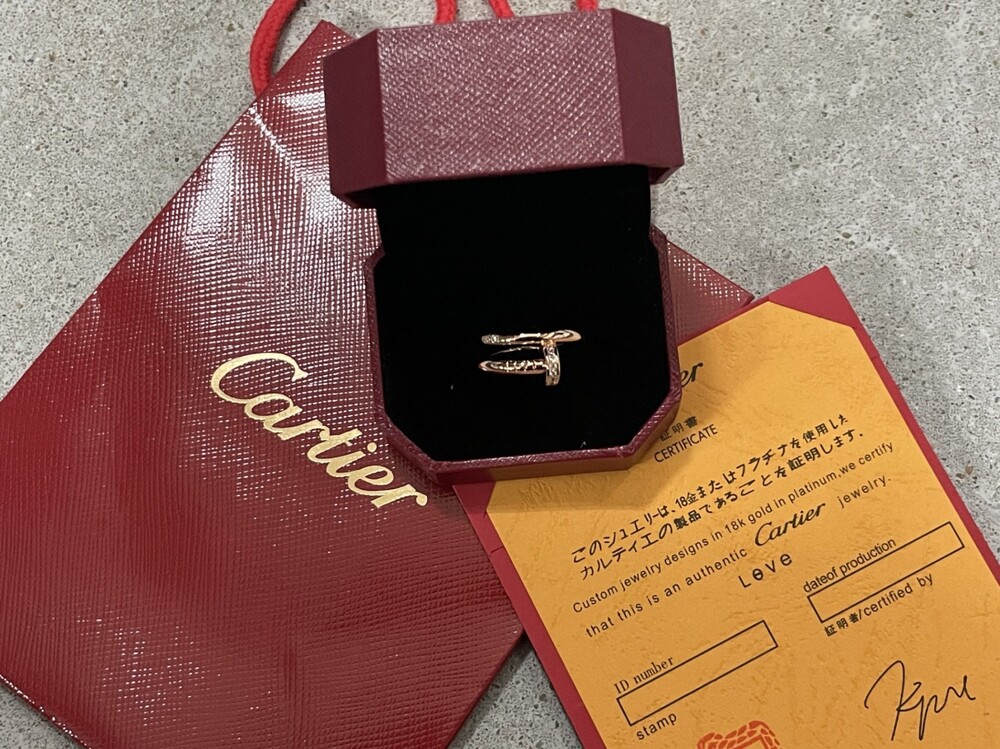 Cartier
er
証明書
CERTIFICATE
このジュエリーは、18金またはプラチナを使用した
カルティエの製品であることを証明します.
Custom jewelry designs in 18k gold in platinum,we certify
that this is an authentic Cartier jewelry.
LOVE
dateof production
証明者/certified by
ID number
stamp